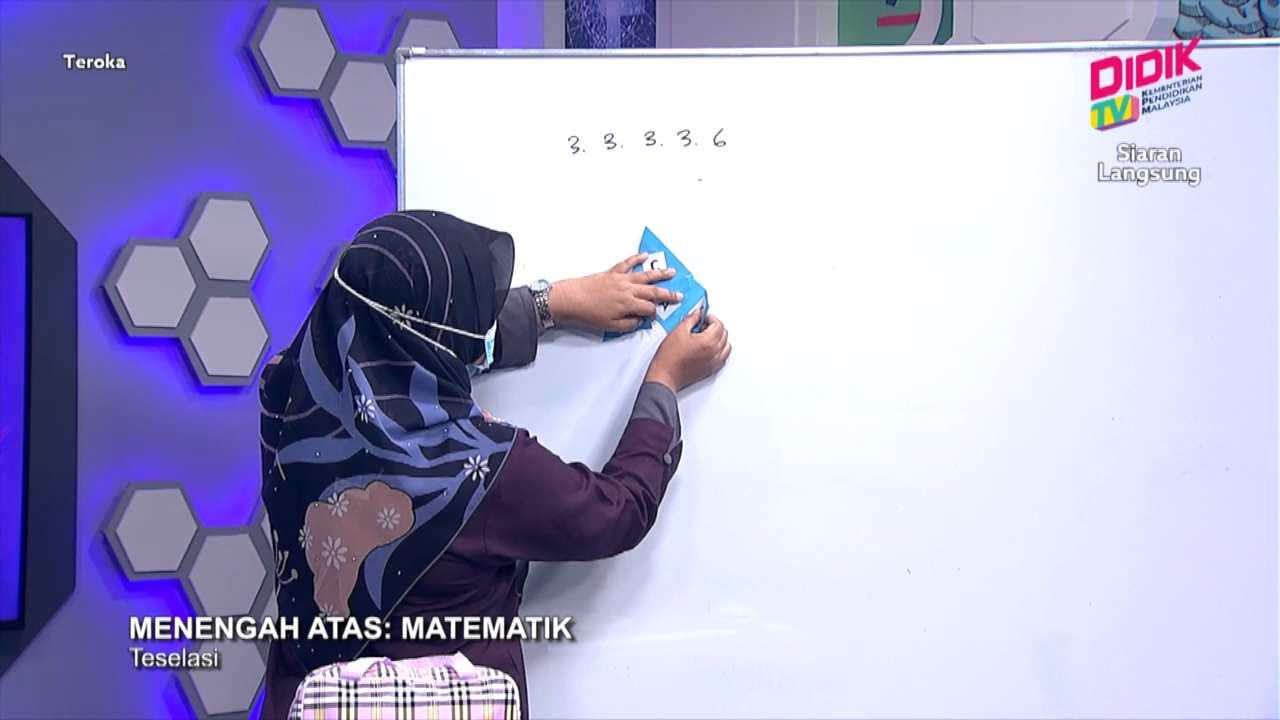 Teroka
DIDIK
TV
KEMENTERIAN
PENDIDIKAN
MALAYSIA
Siaran
Langsung
3. 3. 3. 3. 6
MENENGAH ATAS: MATEMATIK
Teselasi